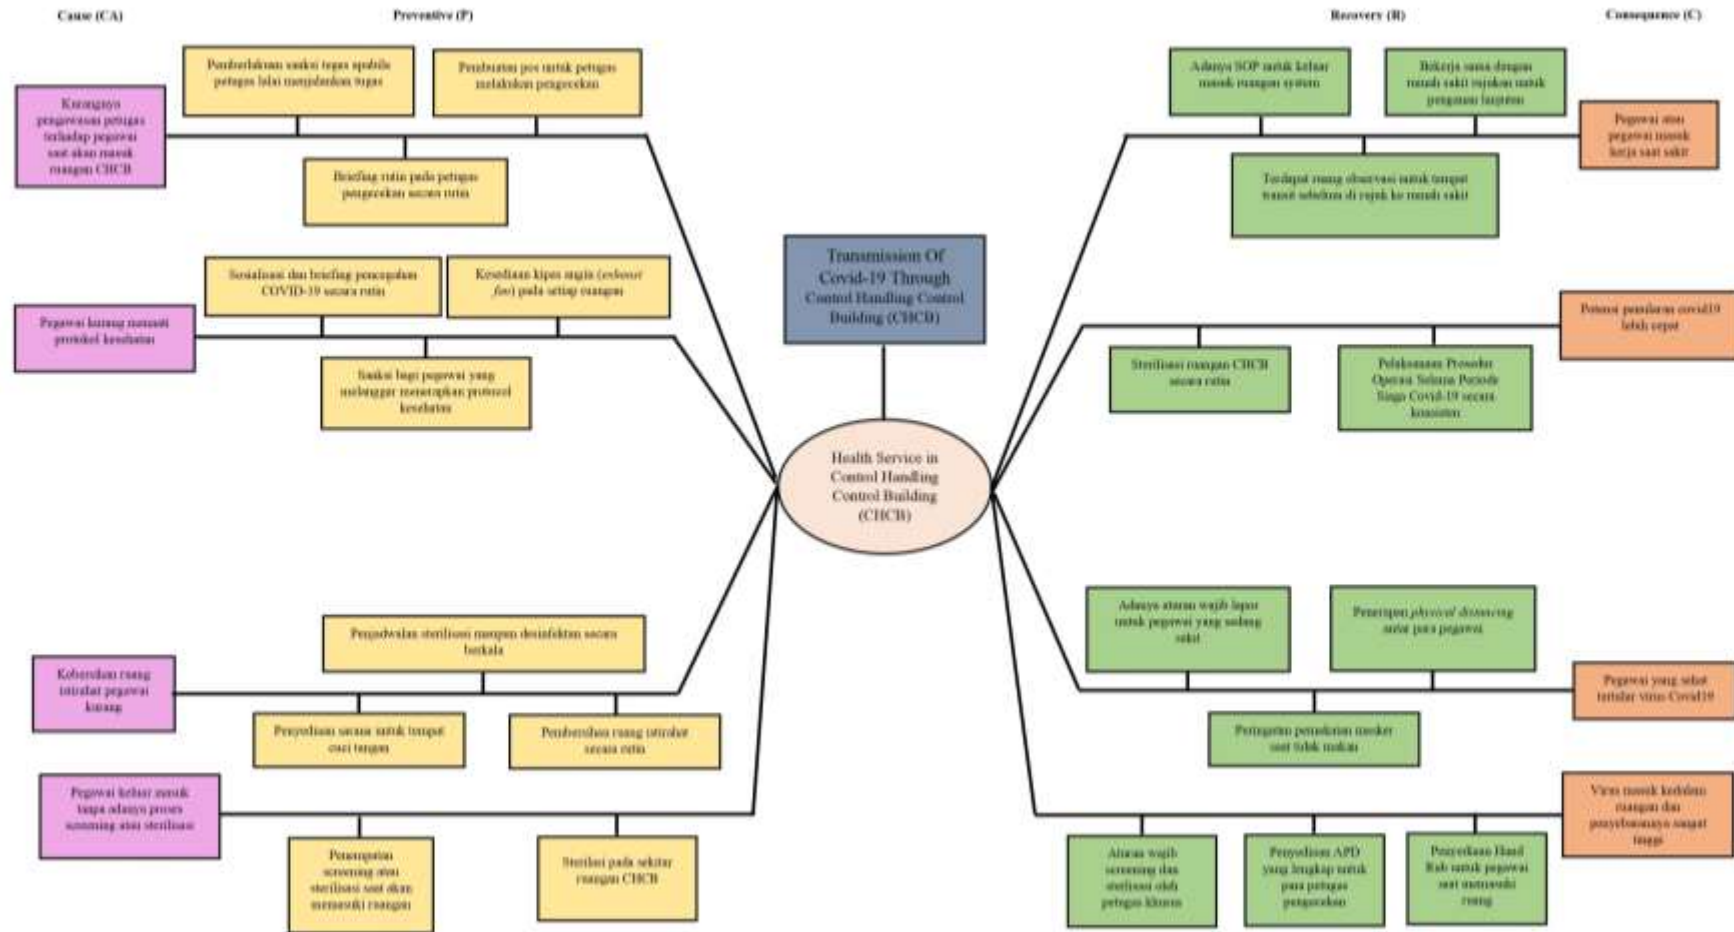 Cause (CA)
Preventive (P)
Recovery (R)
Consequence (C)
Kurangnya
pengawasan petugas
terhadap pegawai
saat akan masuk
ruangan CHCB
Pemberlakuan sanksi tegas apabila
petugas lalai menjalankan tugas
Pembuatan pos untuk petugas
melakukan pengecekan
Briefing rutin pada petugas
pengecekan secara rutin
Pegawai kurang menaati
protokol kesehatan
Sosialisasi dan briefing pencegahan
COVID-19 secara rutin
Kesediaan kipas angin (exhaust
fan) pada setiap ruangan
Sanksi bagi pegawai yang
melanggar menerapkan protocol
kesehatan
Kebersihan ruang
istirahat pegawai
kurang
Penjadwalan sterilisasi maupun desinfektan secara
berkala
Penyediaan sarana untuk tempat
cuci tangan
Pembersihan ruang istirahat
secara rutin
Pegawai keluar masuk
tanpa adanya proses
screening atau sterilisasi
Penempatan
screening atau
sterilisasi saat akan
memasuki ruangan
Sterilasi pada sekitar
ruangan CHCB
Transmission Of
Covid-19 Through
Control Handling Control
Building (CHCB)
Health Service in
Control Handling
Control Building
(CHCB)
Adanya SOP untuk keluar
masuk ruangan system
Bekerja sama dengan
rumah sakit rujukan untuk
lanjutan
Terdapat ruang observasi untuk tempat
transit sebelum di rujuk ke rumah sakit
Pegawai atau
pegawai masuk
kerja saat sakit
Sterilisasi ruangan CHCB
secara rutin
Pelaksanaan Prosedur
Operasi Selama Periode
Siaga Covid-19 secara
konsisten
Potensi penularan covid19
lebih cepat
Adanya aturan wajib lapor
untuk pegawai yang sedang
sakit
Penerapan physical distancing
antar para pegawai
Peringatan pemakaian masker
saat tidak makan
Pegawai yang sehat
tertular virus Covid19
Aturan wajib
screening dan
sterilisasi oleh
petugas khusus
Penyediaan APD
yang lengkap untuk
para petugas
pengecekan
Penyediaan Hand
Rub untuk pegawai
saat memasuki
ruang
Virus masuk kedalam
ruangan dan
penyebarannya sangat
tinggi